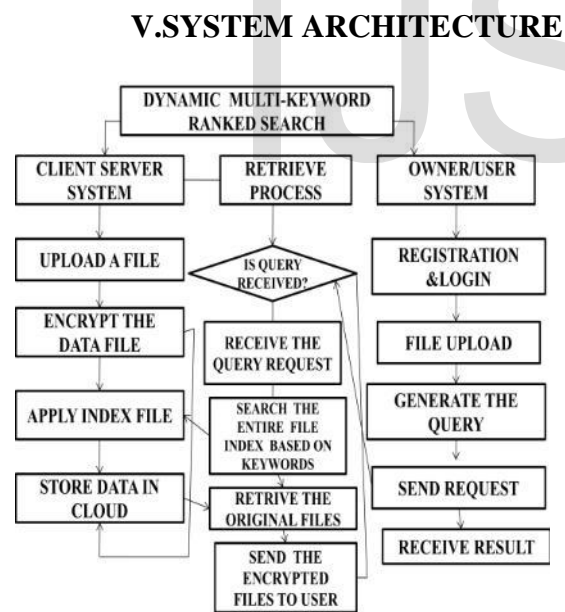 V.SYSTEM ARCHITECTURE
DYNAMIC MULTI-KEYWORD
RANKED SEARCH
CLIENT SERVER
SYSTEM
RETRIEVE
PROCESS
OWNER/USER
SYSTEM
UPLOAD A FILE
IS QUERY
RECEIVED?
REGISTRATION
&LOGIN
ENCRYPT THE
DATA FILE
RECEIVE THE
QUERY REQUEST
FILE UPLOAD
APPLY INDEX FILE
SEARCH THE
ENTIRE FILE
INDEX BASED ON
KEYWORDS
GENERATE THE
QUERY
STORE DATA IN
CLOUD
RETRIVE THE
ORIGINAL FILES
SEND REQUEST
SEND THE
ENCRYPTED
FILES TO USER
RECEIVE RESULT